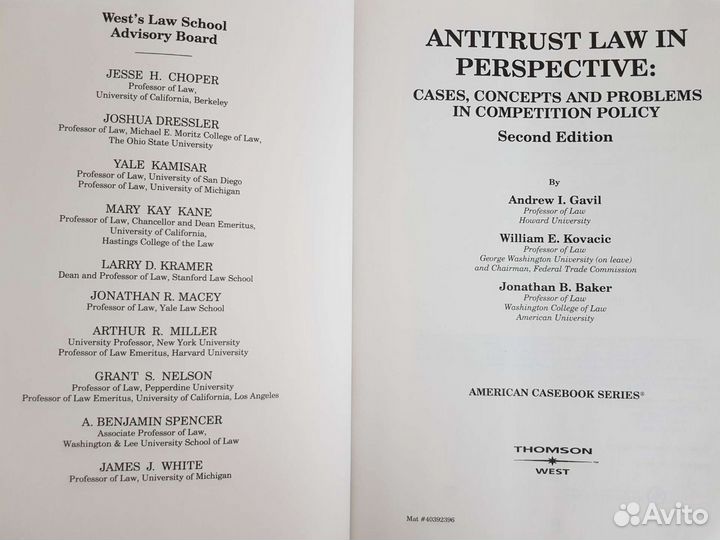 West's Law School
Advisory Board
JESSE H. CHOPER
Professor of Law,
University of California, Berkeley
JOSHUA DRESSLER
Professor of Law, Michael E. Moritz College of Law,
The Ohio State University
YALE KAMISAR
Professor of Law, University of San Diego
Professor of Law, University of Michigan
MARY KAY KANE
Professor of Law, Chancellor and Dean Emeritus,
University of California,
Hastings College of the Law
LARRY D. KRAMER
Dean and Professor of Law, Stanford Law School
JONATHAN R. MACEY
Professor of Law, Yale Law School
ARTHUR R. MILLER
University Professor, New York University
Professor of Law Emeritus, Harvard University
GRANT S. NELSON
Professor of Law, Pepperdine University
Professor of Law Emeritus, University of California, Los Angeles
A. BENJAMIN SPENCER
Associate Professor of Law,
Washington & Lee University School of Law
JAMES J. WHITE
Professor of Law, University of Michigan
ANTITRUST LAW IN
PERSPECTIVE:
CASES, CONCEPTS AND PROBLEMS
IN COMPETITION POLICY
Second Edition
By
Andrew I. Gavil
Professor of Law
Howard University
William E. Kovacic
Professor of Law
George Washington University (on leave)
and Chairman, Federal Trade Commission
Jonathan B. Baker
Professor of Law
Washington College of Law
American University
AMERICAN CASEBOOK SERIES®
THOMSON
WEST™
Mat #40392396
Avito